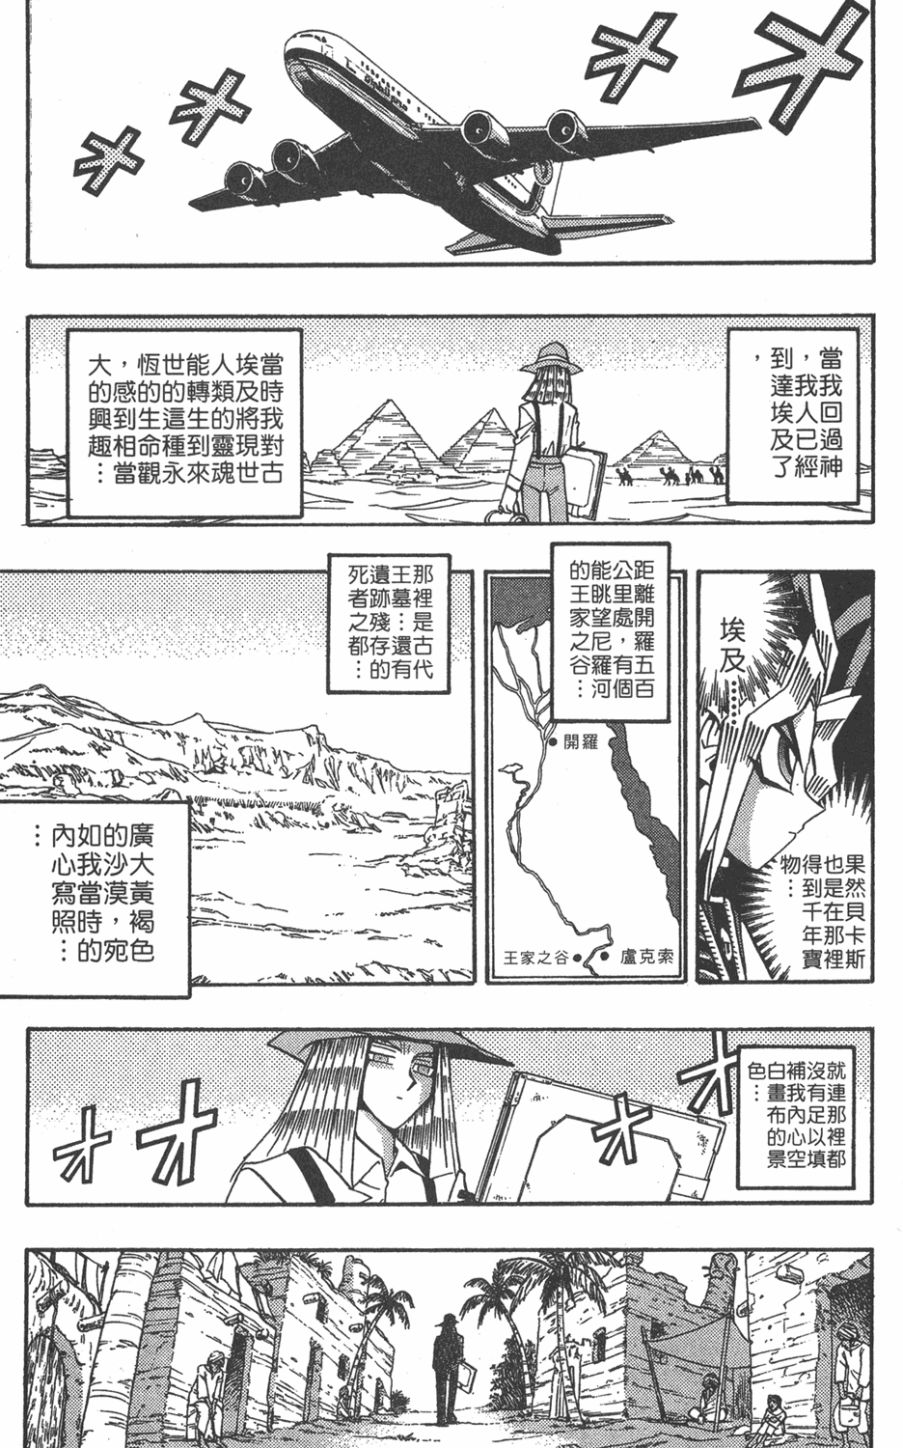 オ
オ
オ
オ
當我回過神
，我人已經
到達埃及了
，
當時我對古
埃及將現世
人類的靈魂
能轉生到來
世的這種永
恆的生命觀
，感到相當
大的興趣…
埃及……
果然貝卡斯
也是在那裡
得到千年寶
物…
距離開羅五百
公里處，有個
能眺望尼羅河
的王家之谷…
開羅
盧克索
王家之谷
那裡是古代
王墓…還有
遺跡殘存的
死者之都…
廣大黃褐色
的沙漠，宛
如我當時的
內心寫照…
…
就連那裡都
沒有足以填
補我內心空
白畫布的景
色…
オ
オ
オ
オ